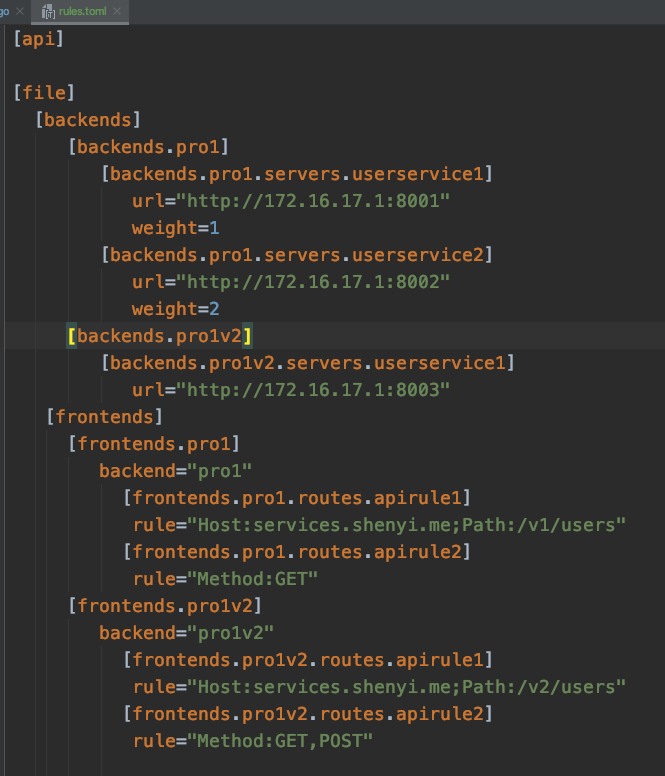 go
rules.toml
[api]
[file]
[backends]
[backends.pro1]
[backends.pro1.servers.userservice1]
url="http://172.16.17.1:8001"
weight=1
[backends.pro1.servers.userservice2]
url="http://172.16.17.1:8002"
weight=2
[backends.pro1v2]
[backends.pro1v2.servers.userservice1]
url="http://172.16.17.1:8003"
[frontends]
[frontends.pro1]
backend="pro1"
[frontends.pro1.routes.apirule1]
rule="Host:services.shenyi.me;Path:/v1/users"
[frontends.pro1.routes.apirule2]
rule="Method:GET"
[frontends.pro1v2]
backend="pro1v2"
[frontends.pro1v2.routes.apirule1]
rule="Host:services.shenyi.me;Path:/v2/users"
[frontends.pro1v2.routes.apirule2]
rule="Method:GET,POST"